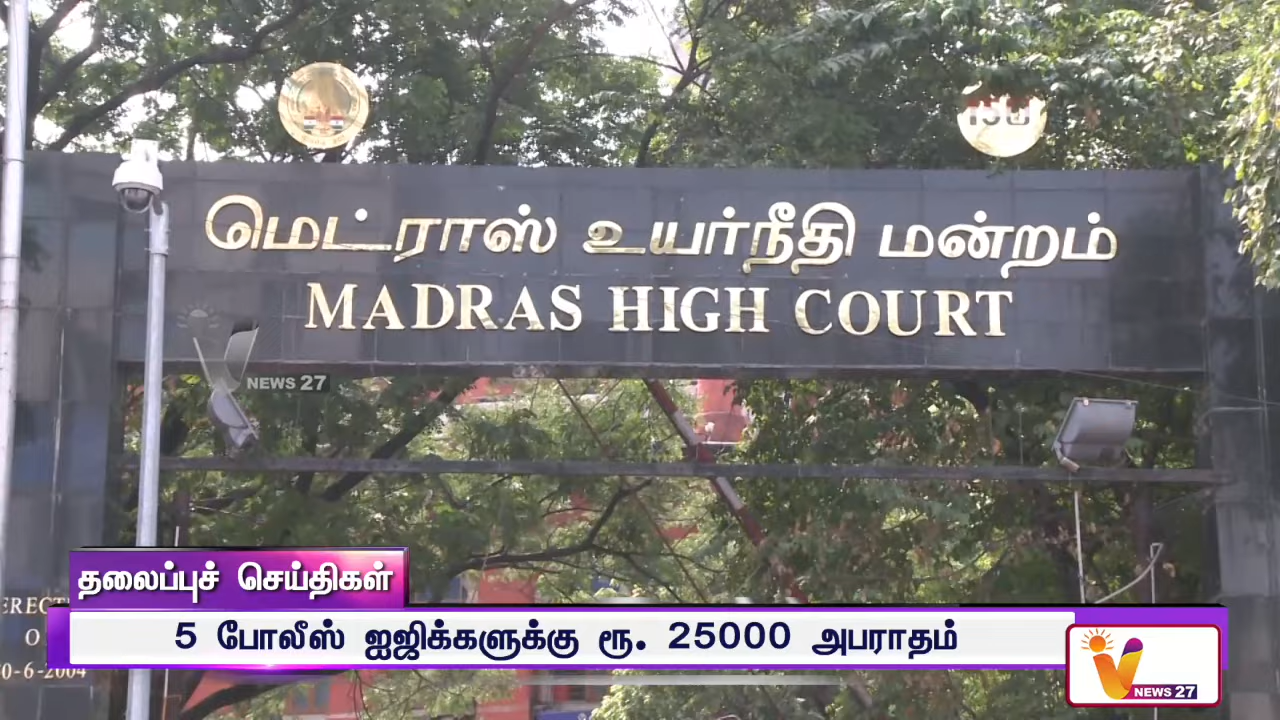 மெட்ராஸ் உயர்நீதி மன்றம்
MADRAS HIGH COURT
NEWS 27
தலைப்புச் செய்திகள்
5 போலீஸ் ஐஜிக்களுக்கு ரூ. 25000 அபராதம்
NEWS 27